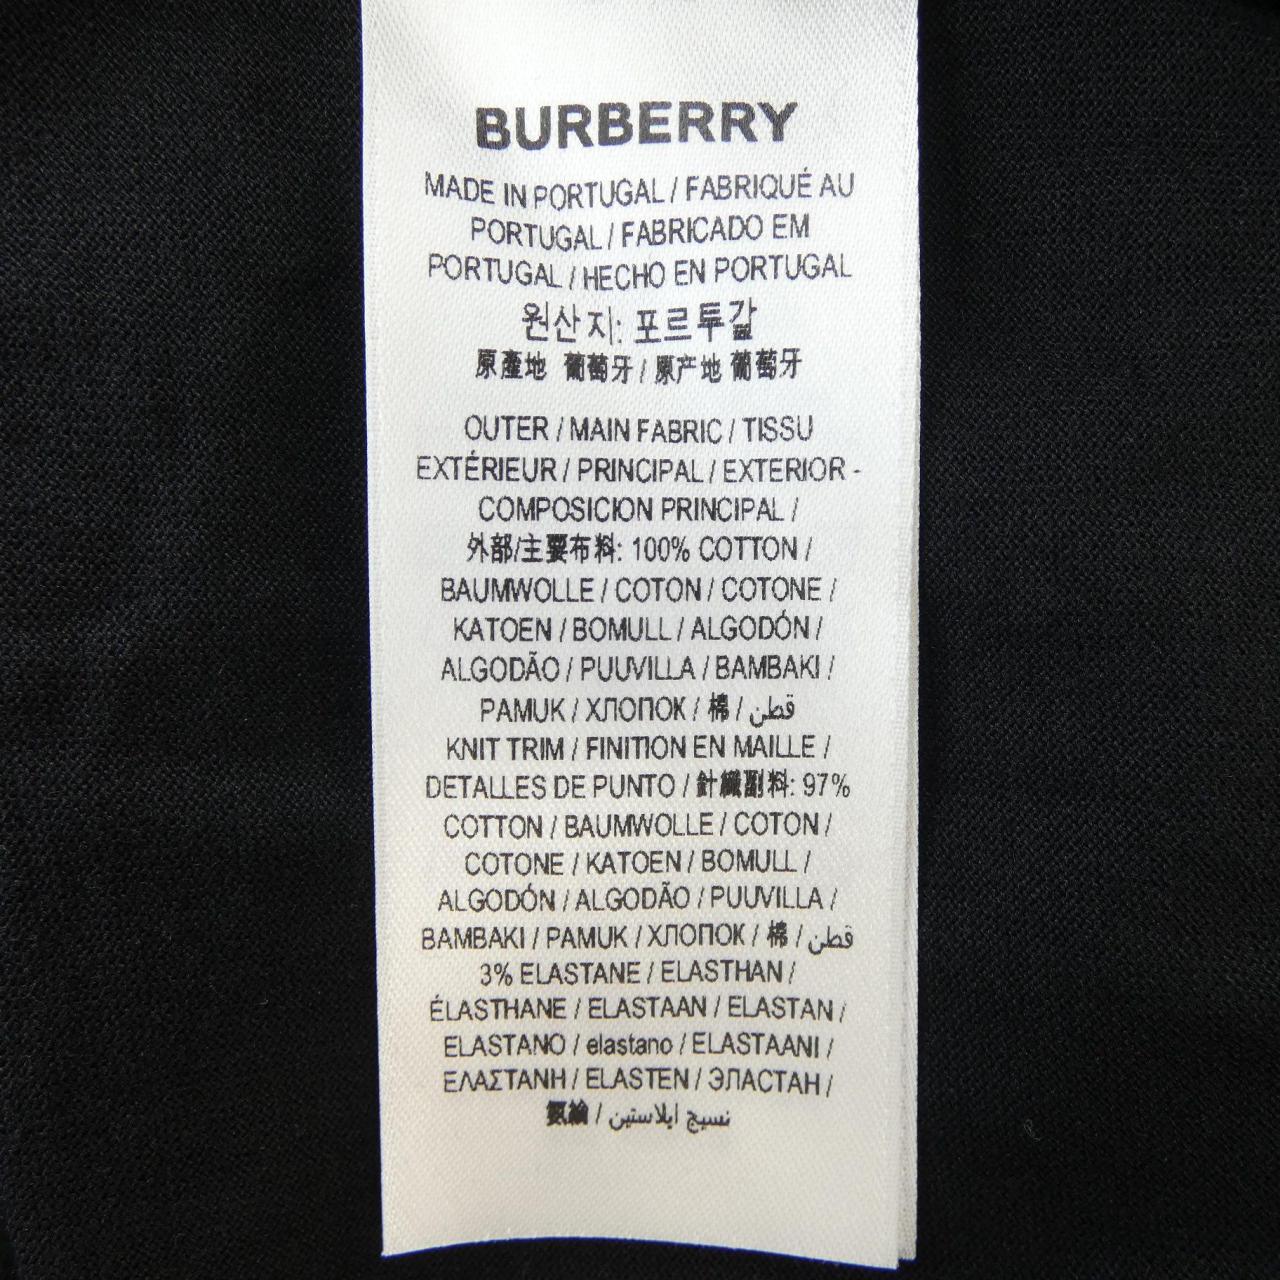 BURBERRY
MADE IN PORTUGAL / FABRIQUÉ AU
PORTUGAL / FABRICADO EM
PORTUGAL / HECHO EN PORTUGAL
원산지: 포르투갈
原產地 葡萄牙 / 原产地 葡萄牙
OUTER / MAIN FABRIC / TISSU
EXTÉRIEUR / PRINCIPAL / EXTERIOR -
COMPOSICION PRINCIPAL /
外部/主要布料: 100% COTTON /
BAUMWOLLE / COTON / COTONE /
KATOEN / BOMULL / ALGODÓN /
ALGODÃO / PUUVILLA / BAMBAKI /
PAMUK / ХЛОПОК / 棉 / قطن
KNIT TRIM / FINITION EN MAILLE /
DETALLES DE PUNTO / 針織副料: 97%
COTTON / BAUMWOLLE / COTON /
COTONE / KATOEN / BOMULL /
ALGODÓN / ALGODÃO / PUUVILLA /
BAMBAKI / PAMUK / ХЛОПОК / 棉 / قطن
3% ELASTANE / ELASTHAN /
ÉLASTHANE / ELASTAAN / ELASTAN /
ELASTANO / elastano / ELASTAANI /
ΕΛΑΣΤΑΝΗ / ELASTEN / ЭЛАСТАН /
氨綸 / نسيج ايلاستين